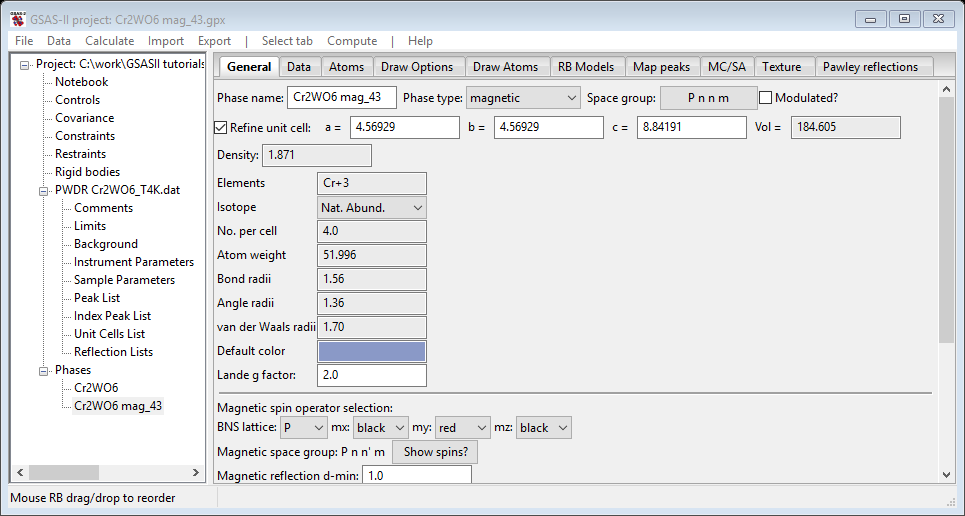 GSAS-II project: Cr2WO6 mag_43.gpx
File Data Calculate Import Export | Select tab Compute | Help
Project: C:\work\GSASII tutorials
Notebook
Controls
Covariance
Constraints
Restraints
Rigid bodies
PWDR Cr2WO6_T4K.dat
Comments
Limits
Background
Instrument Parameters
Sample Parameters
Peak List
Index Peak List
Unit Cells List
Reflection Lists
Phases
Cr2WO6
Cr2WO6 mag_43
General Data Atoms Draw Options Draw Atoms RB Models Map peaks MC/SA Texture Pawley reflections
Phase name: Cr2WO6 mag_43 Phase type: magnetic Space group: P n n m Modulated?
Refine unit cell: a = 4.56929 b = 4.56929 c = 8.84191 Vol = 184.605
Density: 1.871
Elements Cr+3
Isotope Nat. Abund.
No. per cell 4.0
Atom weight 51.996
Bond radii 1.56
Angle radii 1.36
van der Waals radii 1.70
Default color
Lande g factor: 2.0
Magnetic spin operator selection:
BNS lattice: P mx: black my: red mz: black
Magnetic space group: P n n' m Show spins?
Magnetic reflection d-min: 1.0
Mouse RB drag/drop to reorder